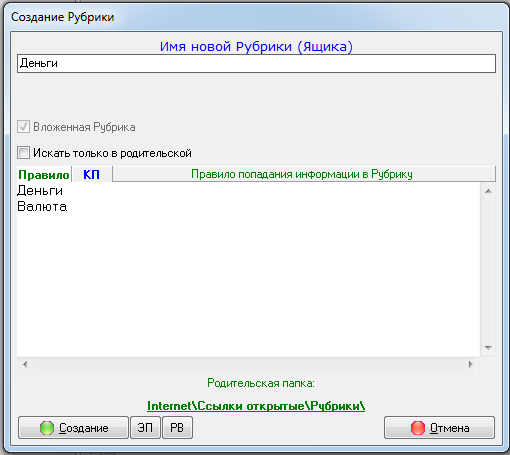 Создание Рубрики
Имя новой Рубрики (Ящика)
Деньги
Вложенная Рубрика
Искать только в родительской
Правило КП Правило попадания информации в Рубрику
Деньги
Валюта
Родительская папка:
Internet\Ссылки открытые\Рубрики\
Создание ЭП РВ Отмена